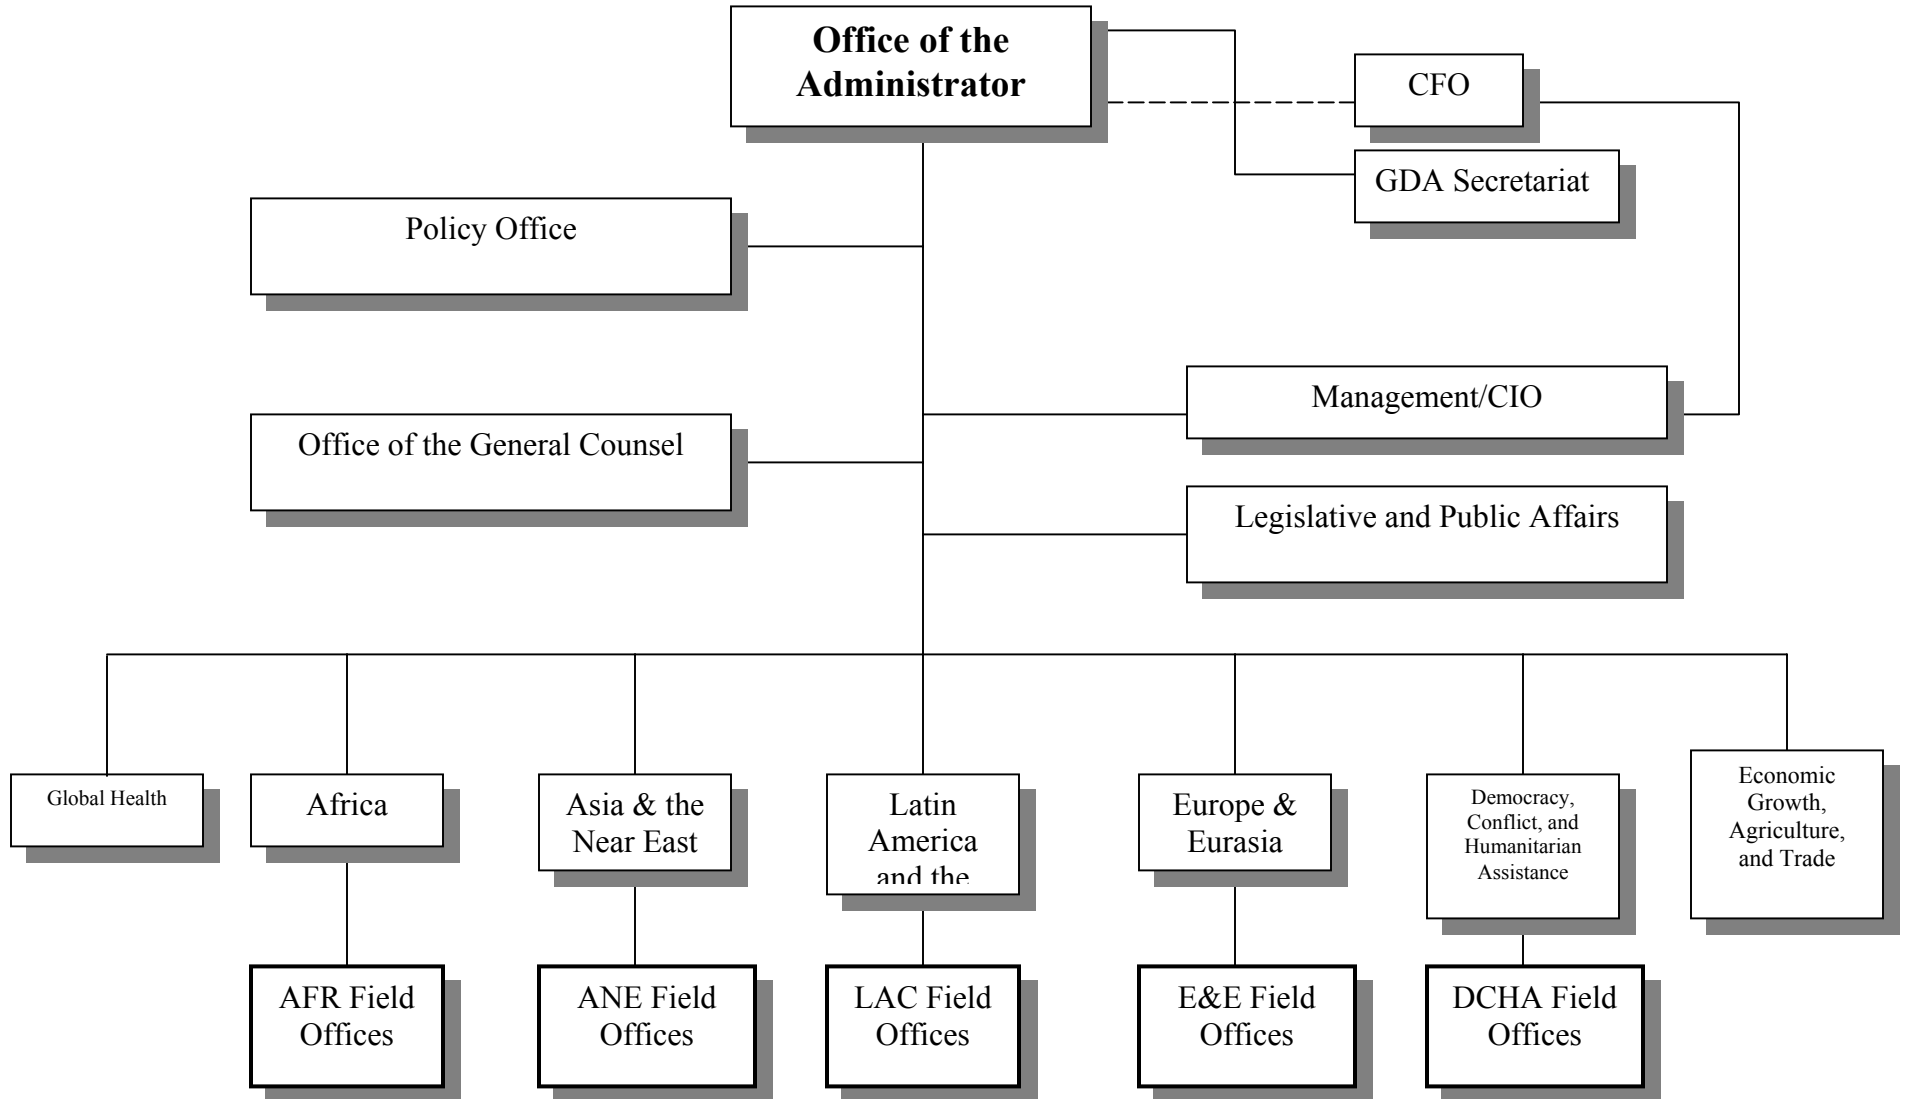 Office of the
Administrator
CFO
GDA Secretariat
Policy Office
Management/CIO
Office of the General Counsel
Legislative and Public Affairs
Global Health
Africa
Asia & the
Near East
Latin
America
and the
Europe &
Eurasia
Democracy,
Conflict, and
Humanitarian
Assistance
Economic
Growth,
Agriculture,
and Trade
AFR Field
Offices
ANE Field
Offices
LAC Field
Offices
E&E Field
Offices
DCHA Field
Offices